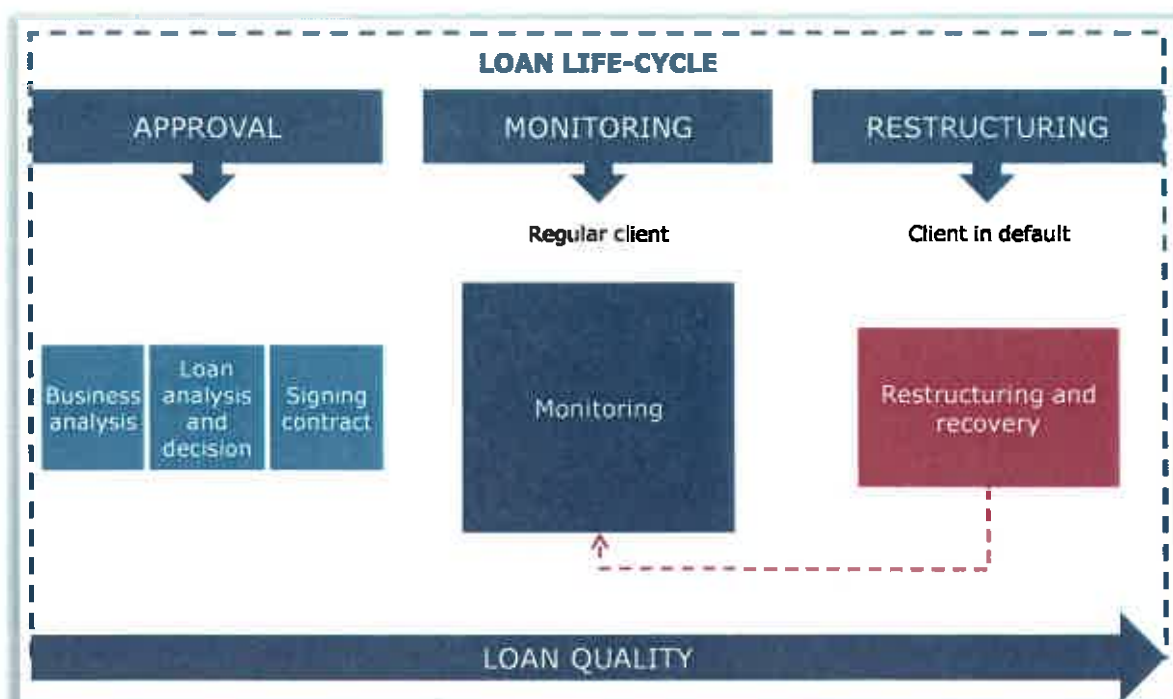 LOAN LIFE-CYCLE
APPROVAL
MONITORING
RESTRUCTURING
Regular client
Client in default
Business
analysis
Loan
analysis
and
decision
Signing
contract
Monitoring
Restructuring and
recovery
LOAN QUALITY